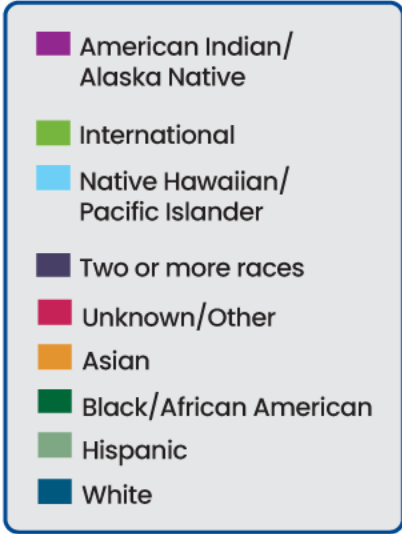 American Indian/
Alaska Native
International
Native Hawaiian/
Pacific Islander
Two or more races
Unknown/Other
Asian
Black/African American
Hispanic
White